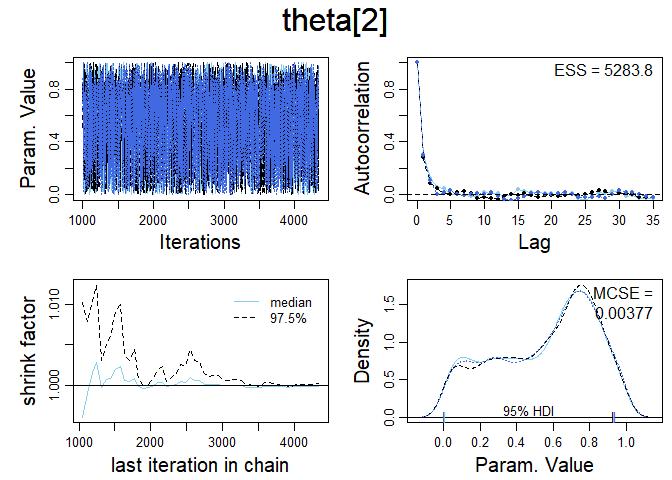 theta[2]
Param. Value
0.0 0.4 0.8
1000 2000 3000 4000
Iterations
Autocorrelation
0.0 0.4 0.8
ESS = 5283.8
0 5 10 15 20 25 30 35
Lag
shrink factor
1.000 1.010
median
97.5%
1000 2000 3000 4000
last iteration in chain
Density
0.0 0.5 1.0 1.5
MCSE =
0.00377
95% HDI
0.0 0.2 0.4 0.6 0.8 1.0
Param. Value